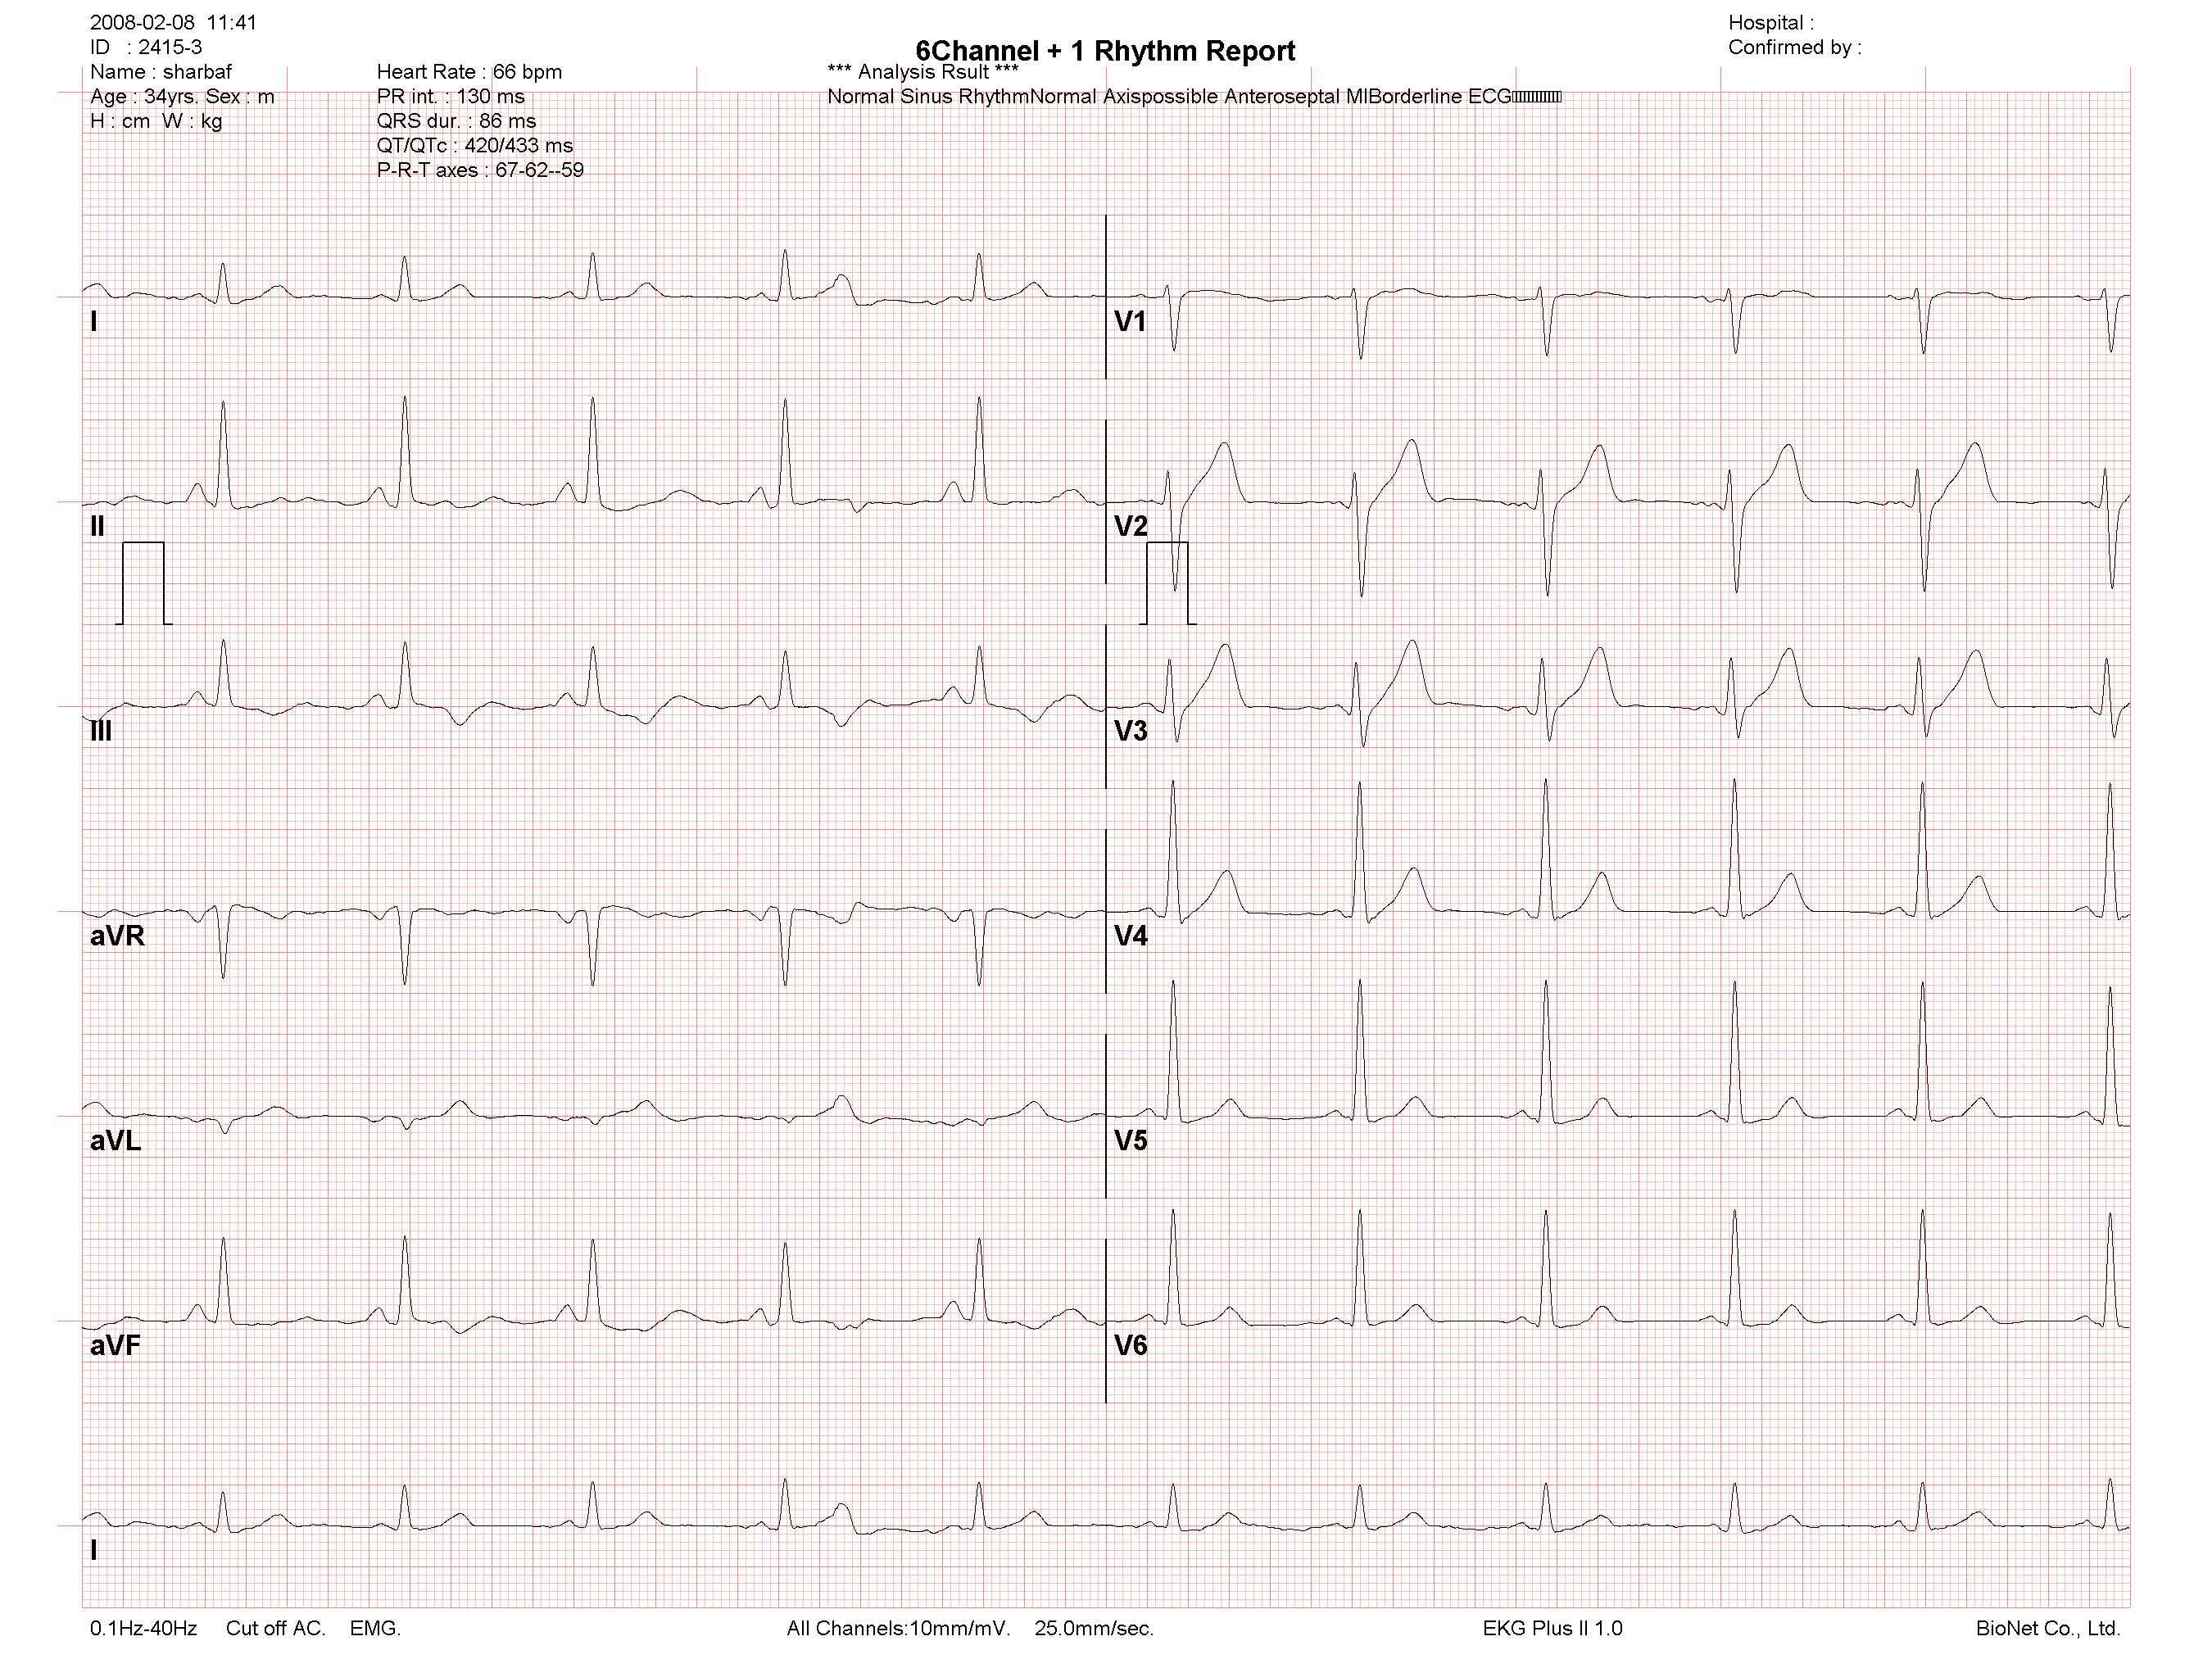 2008-02-08 11:41
ID : 2415-3
Name : sharbaf
Age : 34yrs. Sex : m
H : cm W : kg
Heart Rate : 66 bpm
PR int. : 130 ms
QRS dur. : 86 ms
QT/QTc : 420/433 ms
P-R-T axes : 67-62--59
6Channel + 1 Rhythm Report
*** Analysis Rsult ***
Normal Sinus RhythmNormal Axispossible Anteroseptal MIBorderline ECG
Hospital :
Confirmed by :
I
II
III
aVR
aVL
aVF
I
V1
V2
V3
V4
V5
V6
0.1Hz-40Hz Cut off AC. EMG. All Channels:10mm/mV. 25.0mm/sec. EKG Plus II 1.0 BioNet Co., Ltd.